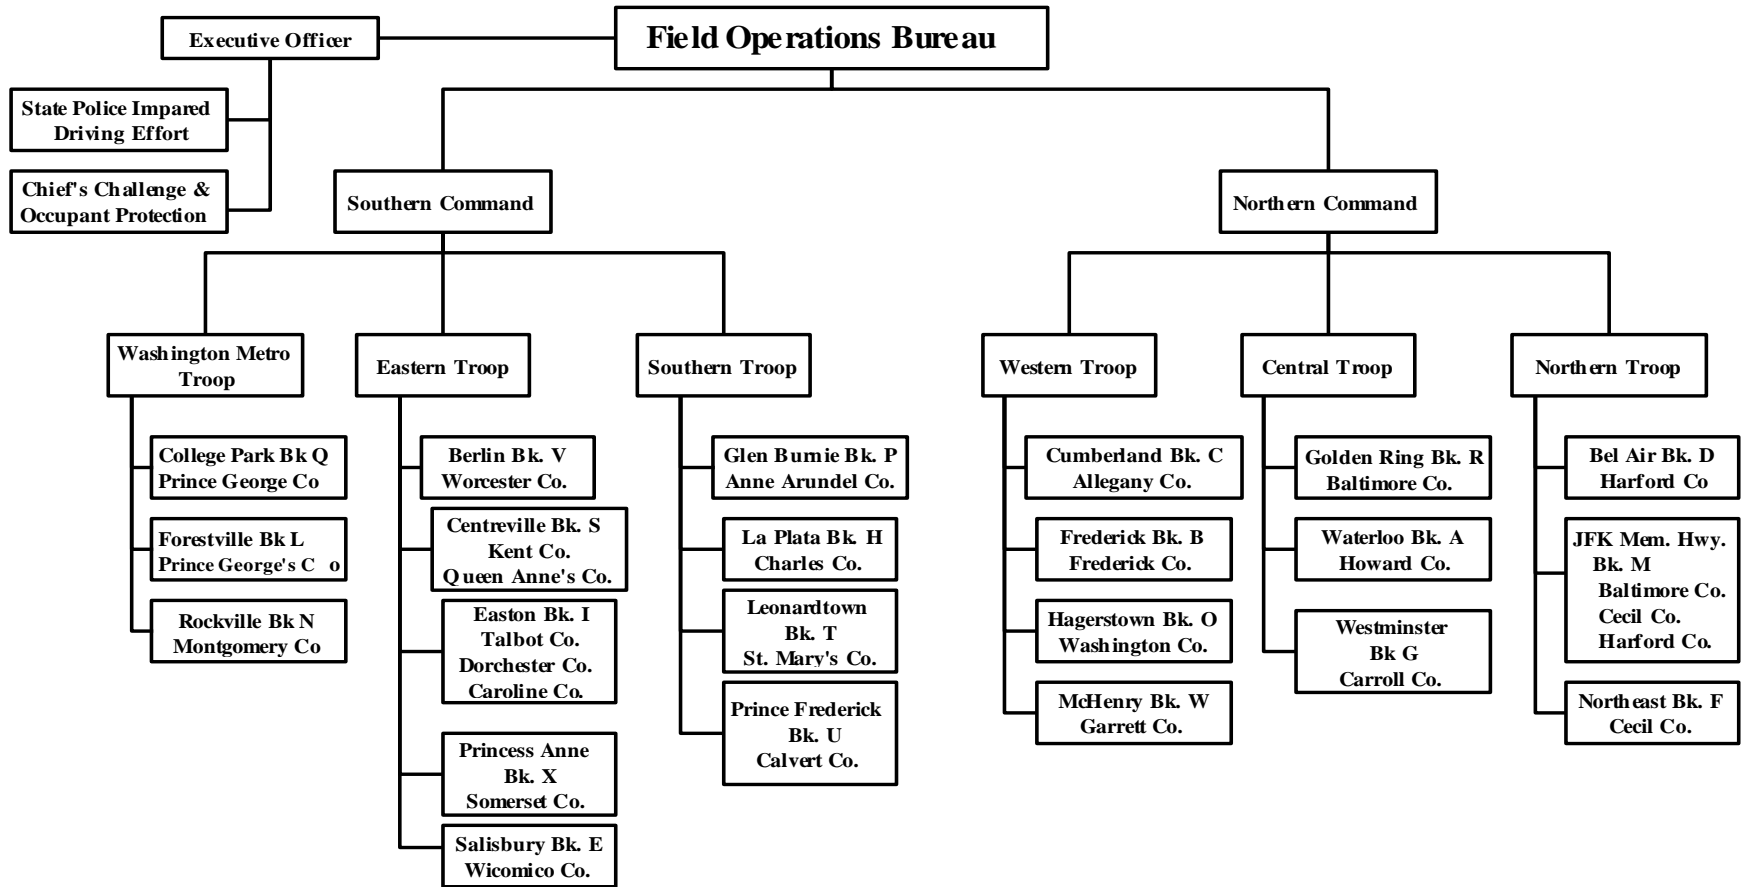 Executive Officer
Field Operations Bureau
State Police Impared
Driving Effort
Chief's Challenge &
Occupant Protection
Southern Command
Northern Command
Washington Metro
Troop
Eastern Troop
Southern Troop
Western Troop
Central Troop
Northern Troop
College Park Bk Q
Prince George Co
Forestville Bk L
Prince George's C o
Rockville Bk N
Montgomery Co
Berlin Bk. V
Worcester Co.
Centreville Bk. S
Kent Co.
Queen Anne's Co.
Easton Bk. I
Talbot Co.
Dorchester Co.
Caroline Co.
Princess Anne
Bk. X
Somerset Co.
Salisbury Bk. E
Wicomico Co.
Glen Burnie Bk. P
Anne Arundel Co.
La Plata Bk. H
Charles Co.
Leonardtown
Bk. T
St. Mary's Co.
Prince Frederick
Bk. U
Calvert Co.
Cumberland Bk. C
Allegany Co.
Frederick Bk. B
Frederick Co.
Hagerstown Bk. O
Washington Co.
McHenry Bk. W
Garrett Co.
Golden Ring Bk. R
Baltimore Co.
Waterloo Bk. A
Howard Co.
Westminster
Bk G
Carroll Co.
Bel Air Bk. D
Harford Co
JFK Mem. Hwy.
Bk. M
Baltimore Co.
Cecil Co.
Harford Co.
Northeast Bk. F
Cecil Co.